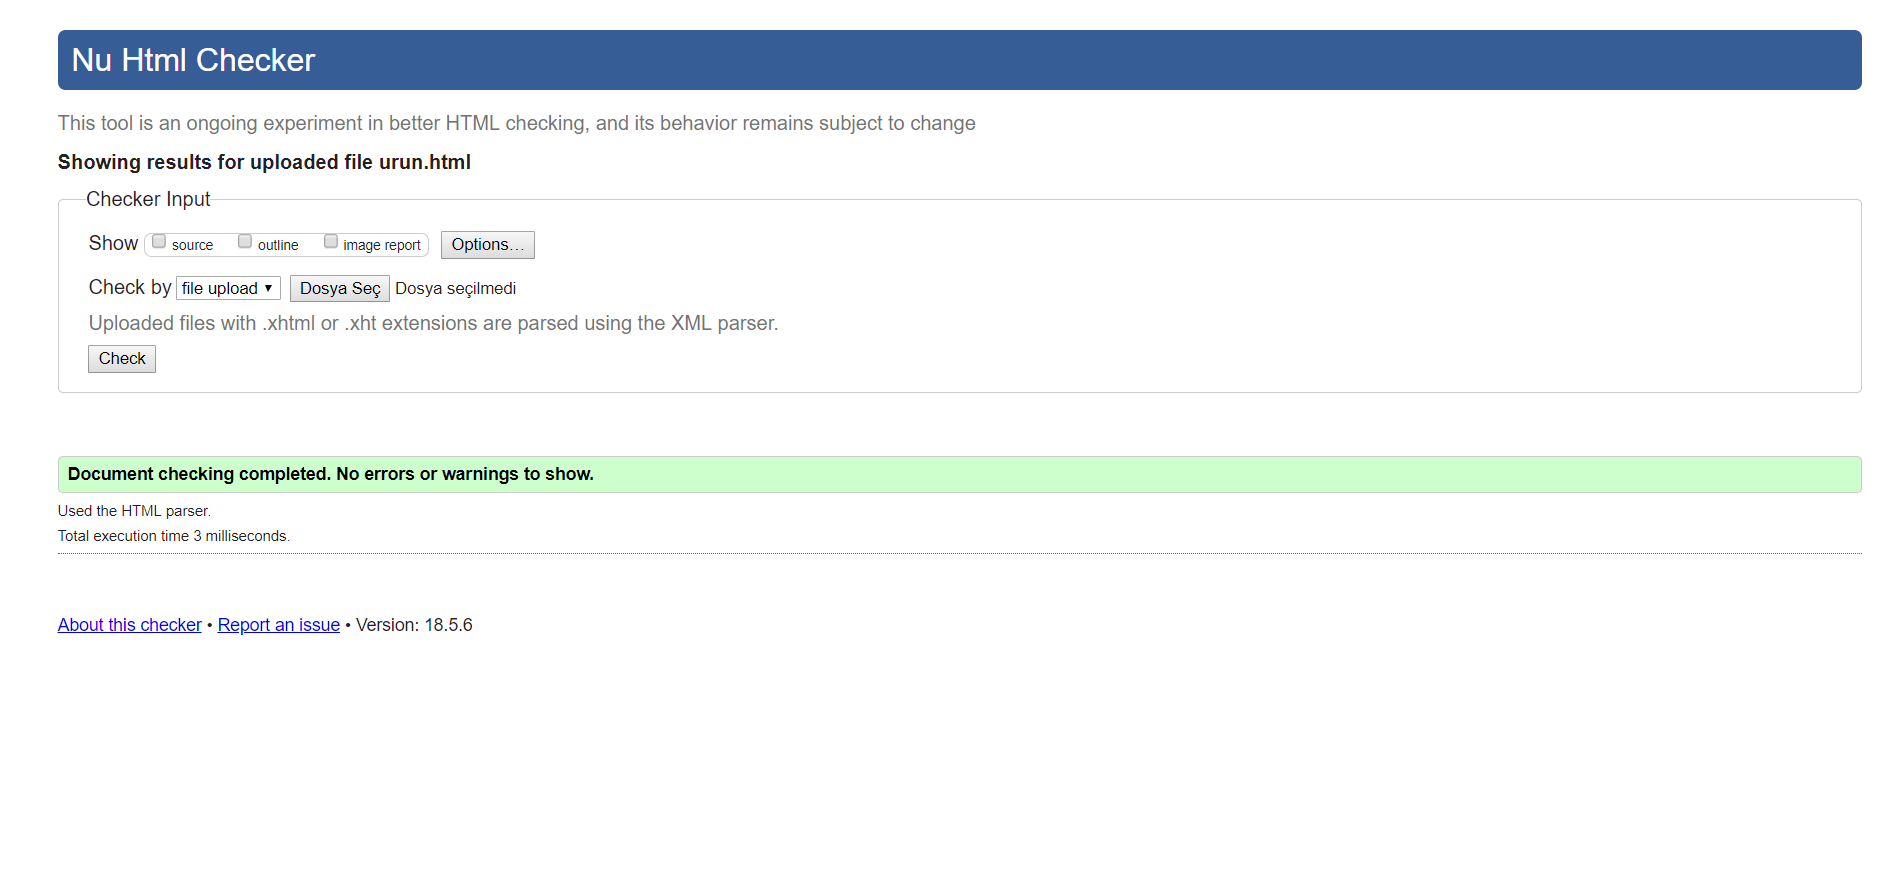 Nu Html Checker
This tool is an ongoing experiment in better HTML checking, and its behavior remains subject to change
Showing results for uploaded file urun.html
Checker Input
Show source outline image report Options…
Check by file upload Dosya Seç Dosya seçilmedi
Uploaded files with .xhtml or .xht extensions are parsed using the XML parser.
Check
Document checking completed. No errors or warnings to show.
Used the HTML parser.
Total execution time 3 milliseconds.
About this checker • Report an issue • Version: 18.5.6